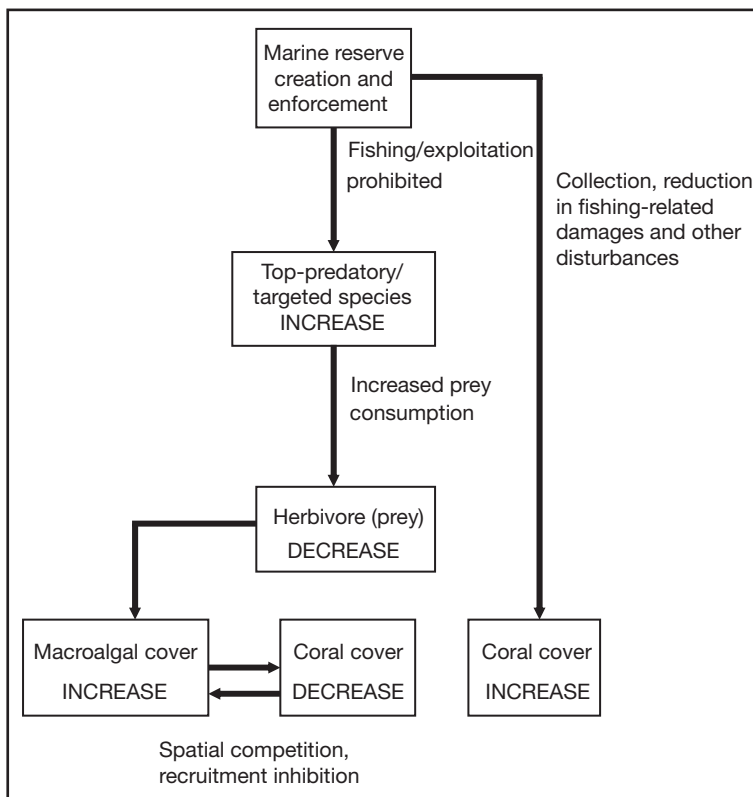 Marine reserve
creation and
enforcement
Fishing/exploitation
prohibited
Collection, reduction
in fishing-related
damages and other
disturbances
Top-predatory/
targeted species
INCREASE
Increased prey
consumption
Herbivore (prey)
DECREASE
Macroalgal cover
INCREASE
Coral cover
DECREASE
Coral cover
INCREASE
Spatial competition,
recruitment inhibition